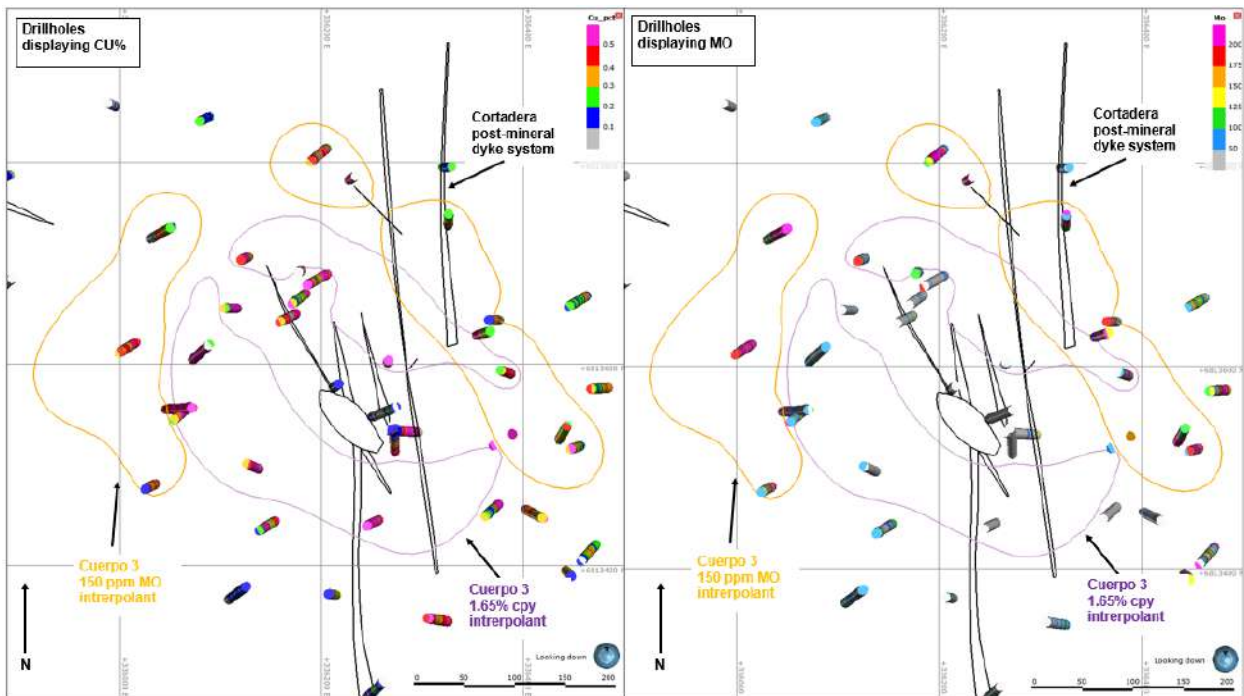 Drillholes
displaying CU%
Cu_pct
0.5
0.4
0.3
0.2
0.1
+336200 E
+336400 E
Cortadera
post-mineral
dyke system
Cuerpo 3
150 ppm MO
intrerpolant
Cuerpo 3
1.65% cpy
intrerpolant
N
Looking down
0 50 100 150 200
Drillholes
displaying MO
Mo
200
175
150
125
100
50
Cortadera
post-mineral
dyke system
Cuerpo 3
150 ppm MO
intrerpolant
Cuerpo 3
1.65% cpy
intrerpolant
N
Looking down
0 50 100 150 200